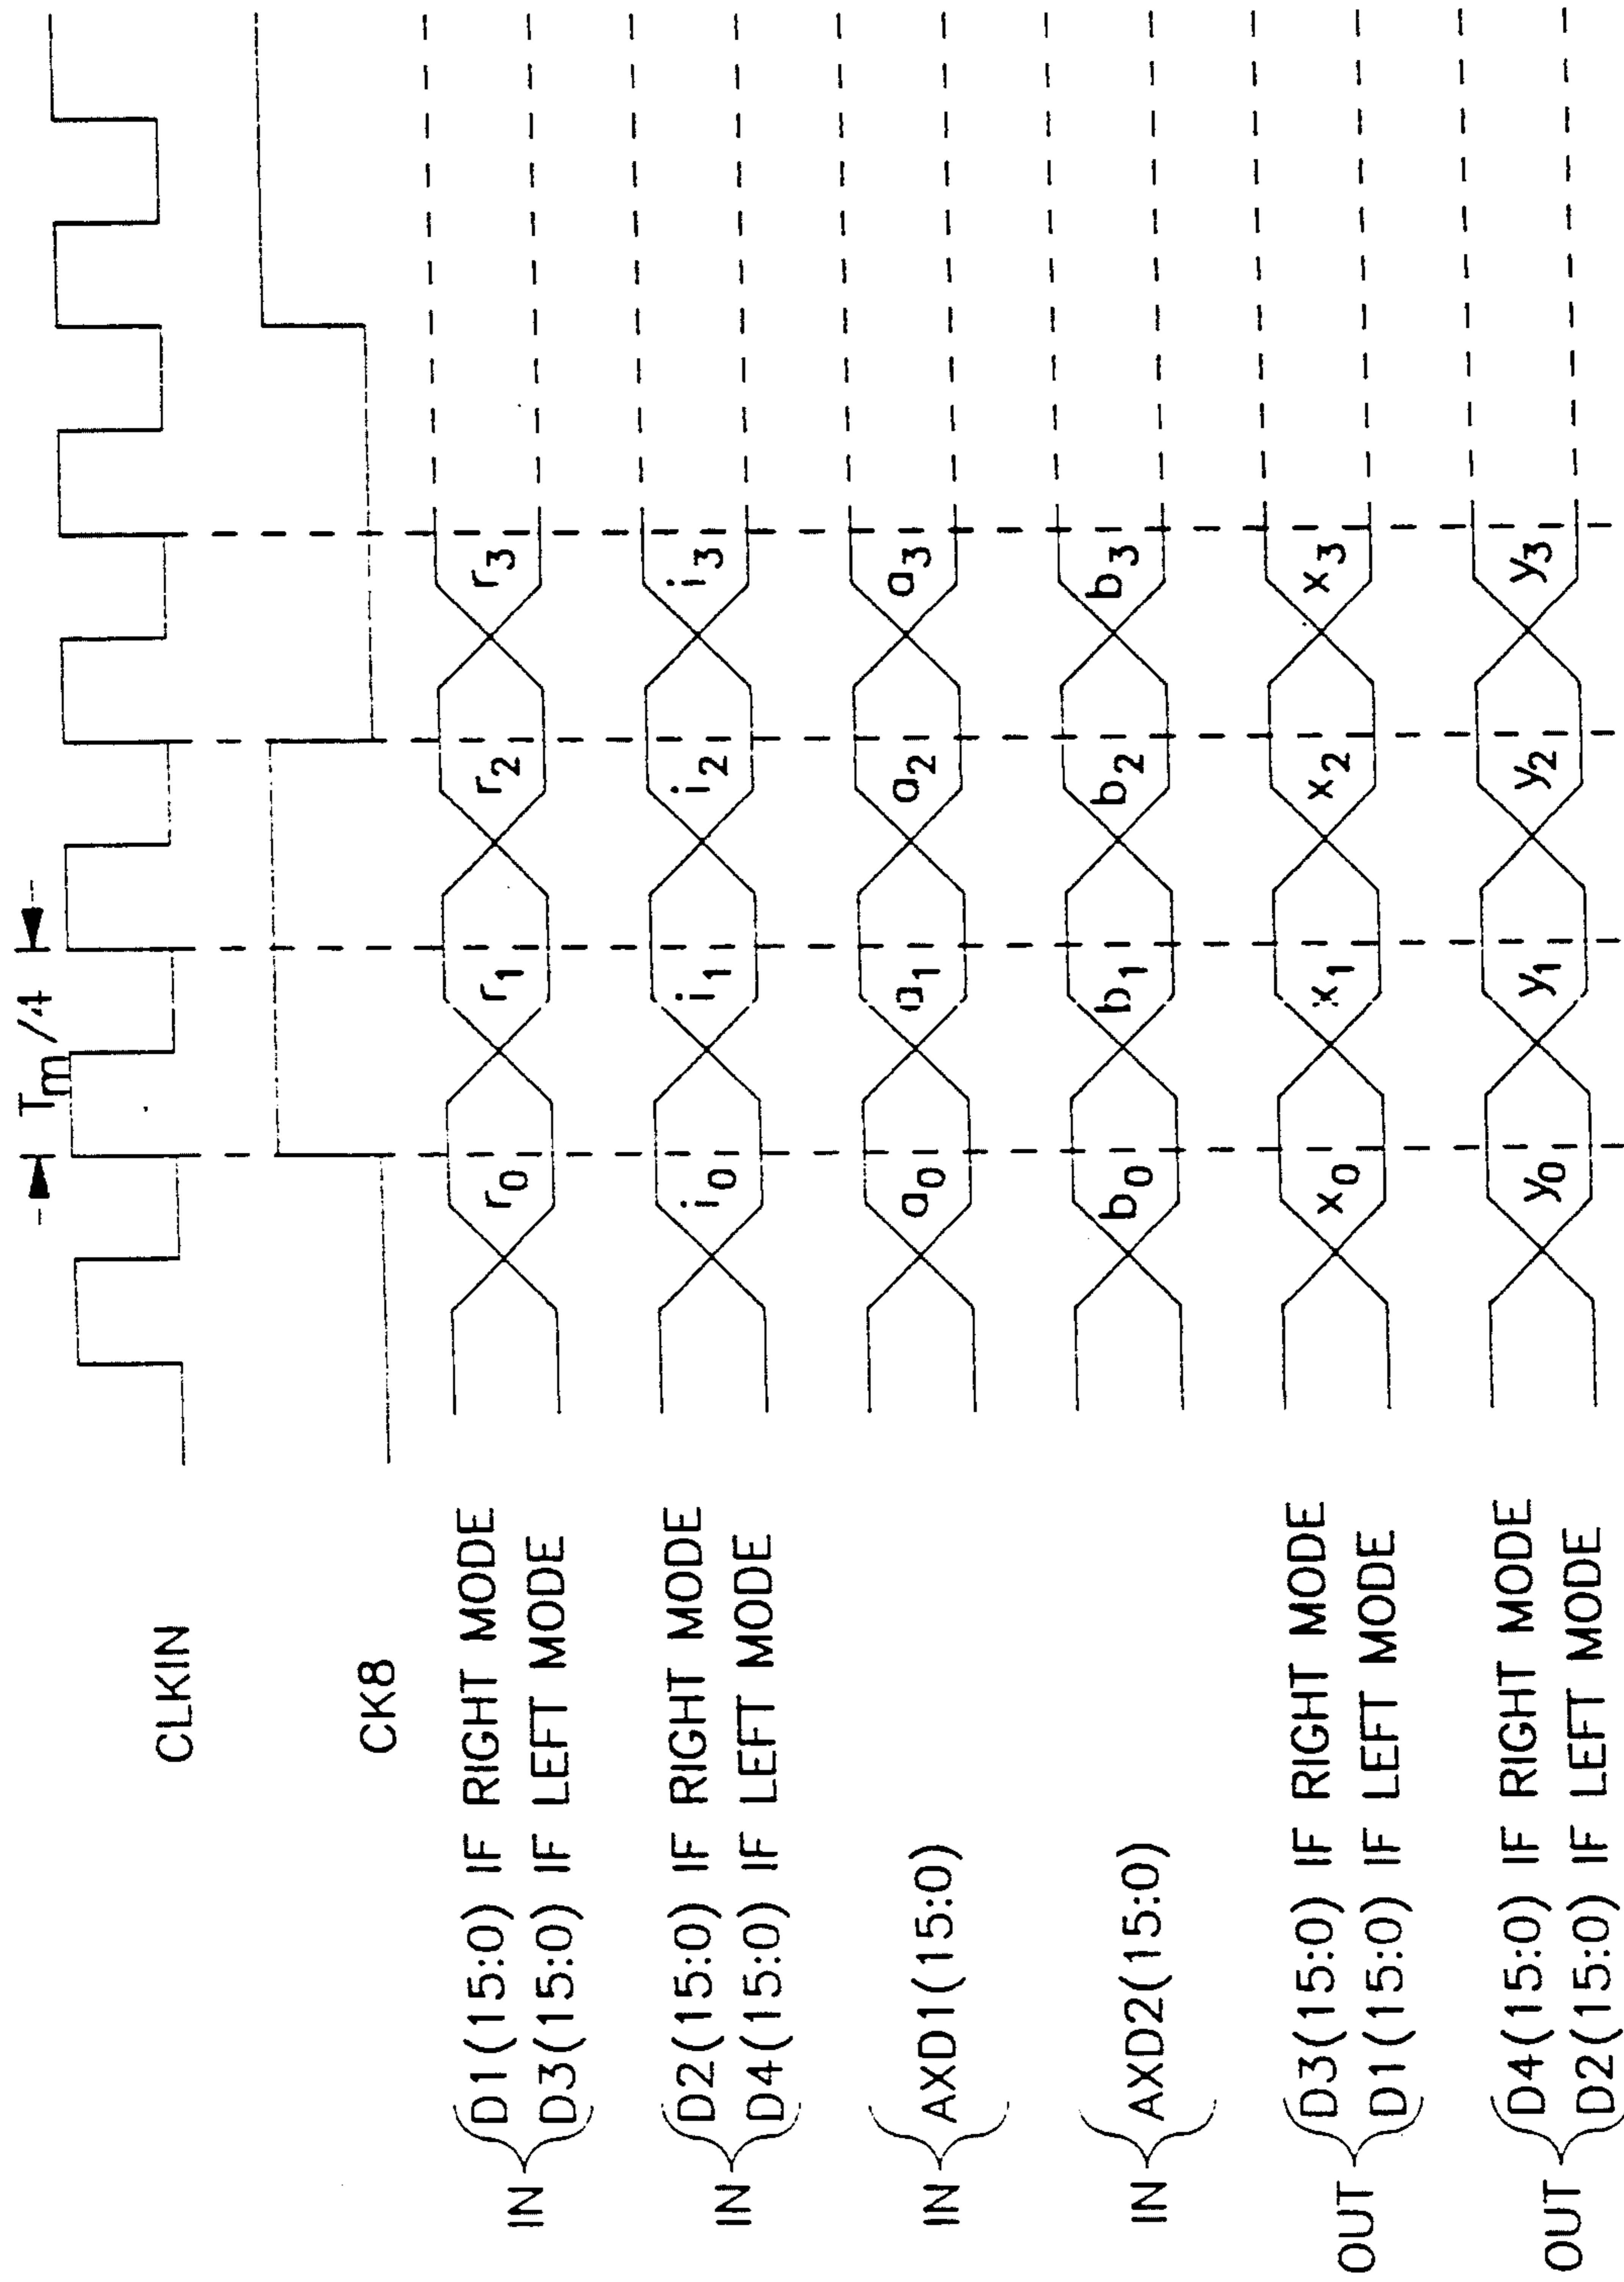 T_m/4
CLKIN
CK8
IN { D1(15:0) IF RIGHT MODE
D3(15:0) IF LEFT MODE
r0 r1 r2 r3
IN { D2(15:0) IF RIGHT MODE
D4(15:0) IF LEFT MODE
i0 i1 i2 i3
IN { AXD1(15:0)
a0 a1 a2 a3
IN { AXD2(15:0)
b0 b1 b2 b3
OUT { D3(15:0) IF RIGHT MODE
D1(15:0) IF LEFT MODE
x0 x1 x2 x3
OUT { D4(15:0) IF RIGHT MODE
D2(15:0) IF LEFT MODE
y0 y1 y2 y3